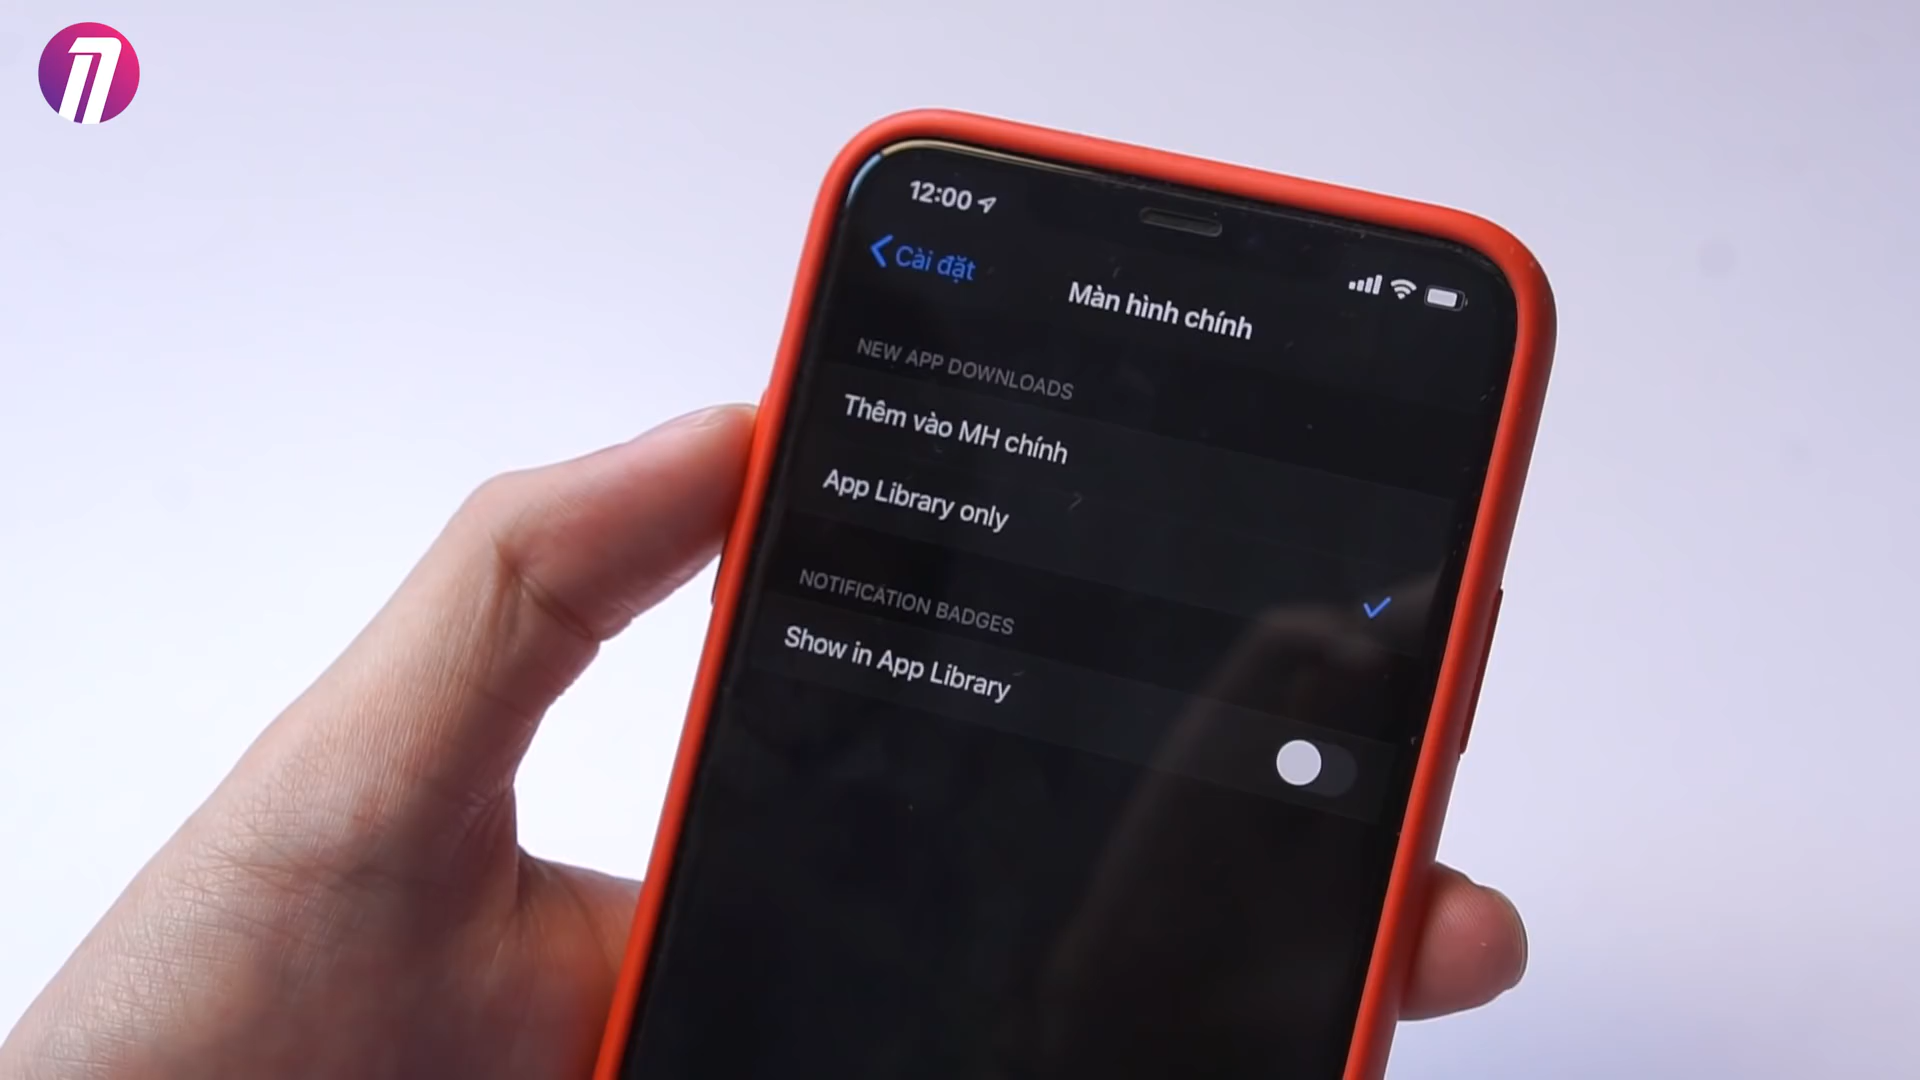 12:00
Cài đặt
Màn hình chính
NEW APP DOWNLOADS
Thêm vào MH chính
App Library only
NOTIFICATION BADGES
Show in App Library